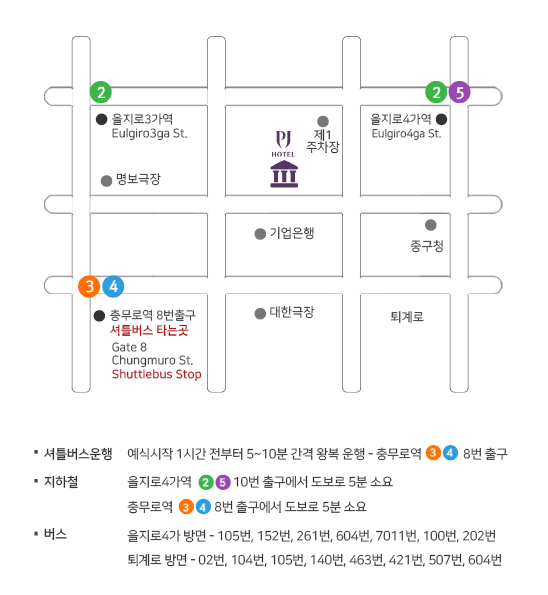 2
2 5
을지로3가역
Eulgiro3ga St.
제1
주차장
을지로4가역
Eulgiro4ga St.
PJ
HOTEL
명보극장
기업은행
중구청
3 4
충무로역 8번출구
셔틀버스 타는곳
Gate 8
Chungmuro St.
Shuttlebus Stop
대한극장
퇴계로
▪ 셔틀버스운행 예식시작 1시간 전부터 5~10분 간격 왕복 운행 - 충무로역 3 4 8번 출구
▪ 지하철 을지로4가역 2 5 10번 출구에서 도보로 5분 소요
충무로역 3 4 8번 출구에서 도보로 5분 소요
▪ 버스 을지로4가 방면 - 105번, 152번, 261번, 604번, 7011번, 100번, 202번
퇴계로 방면 - 02번, 104번, 105번, 140번, 463번, 421번, 507번, 604번